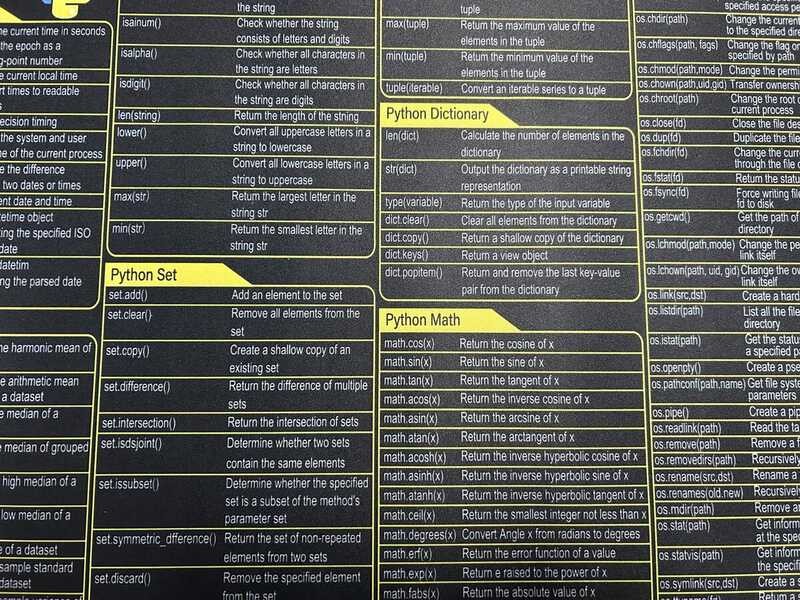 e current time in seconds
the epoch as a
g-point number
e current local time
rt times to readable
s
ecision timing
the system and user
me of the current process
e the difference
two dates or times
ent date and time
etetime object
ting the specified ISO
date
datetim
ng the parsed date
he harmonic mean of
e arithmetic mean
a dataset
e median of a
e median of grouped
high median of a
low median of a
e of a dataset
sample standard
dataset
the string
isainum() Check whether the string
consists of letters and digits
isalpha() Check whether all characters in
the string are letters
isdigit() Check whether all characters
in the string are digits
len(string) Return the length of the string
lower() Convert all uppercase letters in a
string to lowercase
upper() Convert all lowercase letters in a
string to uppercase
max(str) Return the largest letter in the
string str
min(str) Return the smallest letter in the
string str
Python Set
set.add() Add an element to the set
set.clear() Remove all elements from the
set
set.copy() Create a shallow copy of an
existing set
set.difference() Return the difference of multiple
sets
set.intersection() Return the intersection of sets
set.isdsjoint() Determine whether two sets
contain the same elements
set.issubset() Determine whether the specified
set is a subset of the method's
parameter set
set.symmetric_dfference() Return the set of non-repeated
elements from two sets
set.discard() Remove the specified element
from the set
tuple
max(tuple) Return the maximum value of the
elements in the tuple
min(tuple) Return the minimum value of the
elements in the tuple
tuple(iterable) Convert an iterable series to a tuple
Python Dictionary
len(dict) Calculate the number of elements in the
dictionary
str(dict) Output the dictionary as a printable string
representation
type(variable) Return the type of the input variable
dict.clear() Clear all elements from the dictionary
dict.copy() Return a shallow copy of the dictionary
dict.keys() Return a view object
dict.popitem() Return and remove the last key-value
pair from the dictionary
Python Math
math.cos(x) Return the cosine of x
math.sin(x) Return the sine of x
math.tan(x) Return the tangent of x
math.acos(x) Return the inverse cosine of x
math.asin(x) Return the arcsine of x
math.atan(x) Return the arctangent of x
math.acosh(x) Return the inverse hyperbolic cosine of x
math.asinh(x) Return the inverse hyperbolic sine of x
math.atanh(x) Return the inverse hyperbolic tangent of x
math.ceil(x) Return the smallest integer not less than x
math.degrees(x) Convert Angle x from radians to degrees
math.erf(x) Return the error function of a value
math.exp(x) Return e raised to the power of x
math.fabs(x) Return the absolute value of x
specified access pe
os.chdir(path) Change the current
to the specified dire
os.chflags(path, tags) Change the flag or
specified by path
os.chmod(path,mode) Change the permi
os.chown(path,uid,gid) Transfer ownersh
os.chroot(path) Change the root d
current process
os.close(fd) Close the file des
os.dup(fd) Duplicate the file
os.fchdir(fd) Change the curr
through the file d
os.fstat(fd) Return the status
os.fsync(fd) Force writing file
fd to disk
os.getcwd() Get the path of
directory
os.lchmod(path,mode) Change the pe
link itself
os.lchown(path, uid, gid) Change the ow
link itself
os.link(src,dst) Create a hard
os.listdir(path) List all the file
directory
os.istat(path) Get the status
a specified pa
os.openpty() Create a pse
os.pathconf(path,name) Get file system
parameters
os.pipe() Create a pip
os.readlink(path) Read the ta
os.remove(path) Remove a f
os.removedirs(path) Recursively
os.rename(src,dst) Rename a
os.renames(old.new) Recursively
os.rmdir(path) Remove an
os.stat(path) Get inform
at the spec
os.statvis(path) Get inform
the specifi
os.symlink(src,dst) Create a s